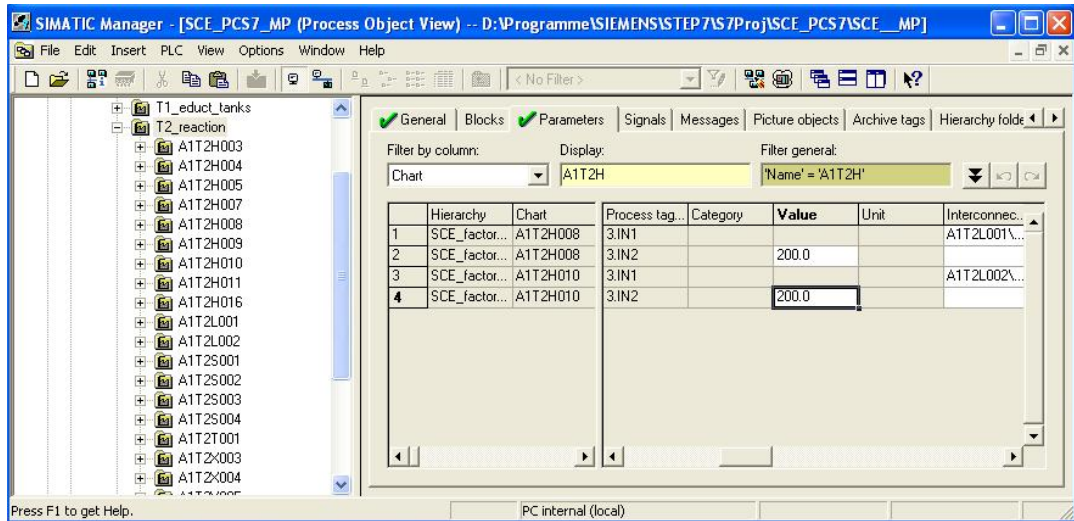 SIMATIC Manager - [SCE_PCS7_MP (Process Object View) -- D:\Programme\SIEMENS\STEP7\S7Proj\SCE_PCS7\SCE__MP]
File Edit Insert PLC View Options Window Help
< No Filter >
T1_educt_tanks
T2_reaction
A1T2H003
A1T2H004
A1T2H005
A1T2H007
A1T2H008
A1T2H009
A1T2H010
A1T2H011
A1T2H016
A1T2L001
A1T2L002
A1T2S001
A1T2S002
A1T2S003
A1T2S004
A1T2T001
A1T2X003
A1T2X004
General Blocks Parameters Signals Messages Picture objects Archive tags Hierarchy folde
Filter by column: Display: Filter general:
Chart A1T2H 'Name' = 'A1T2H'
Hierarchy Chart Process tag... Category Value Unit Interconnec...
1 SCE_factor... A1T2H008 3.IN1 A1T2L001\...
2 SCE_factor... A1T2H008 3.IN2 200.0
3 SCE_factor... A1T2H010 3.IN1 A1T2L002\...
4 SCE_factor... A1T2H010 3.IN2 200.0
Press F1 to get Help. PC internal (local)